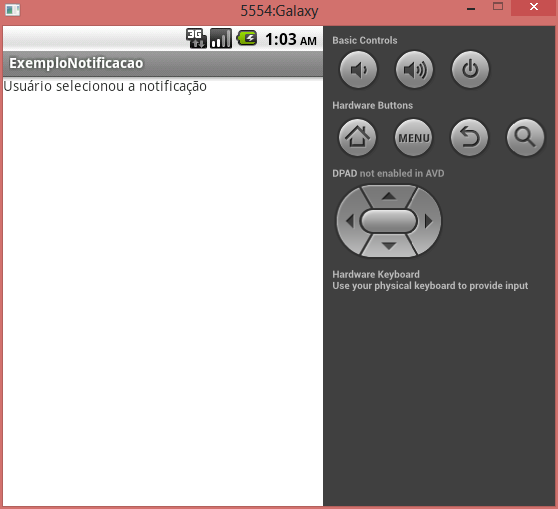 5554:Galaxy
3G 1:03 AM
ExemploNotificacao
Usuário selecionou a notificação
Basic Controls
Hardware Buttons
MENU
DPAD not enabled in AVD
Hardware Keyboard
Use your physical keyboard to provide input